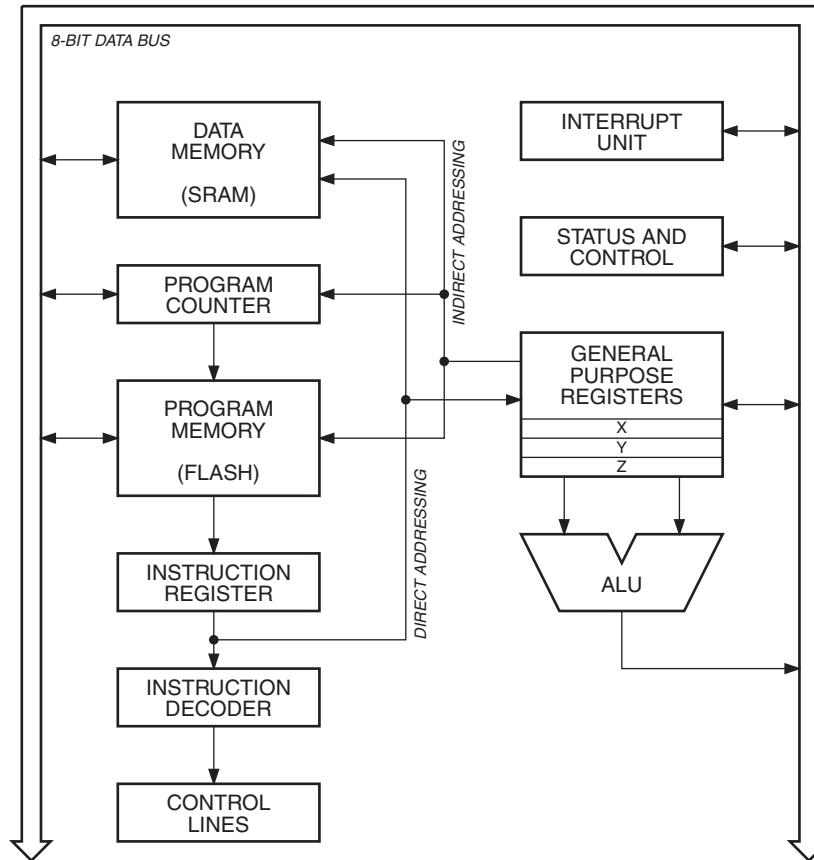 8-BIT DATA BUS
DATA
MEMORY
(SRAM)
INTERRUPT
UNIT
STATUS AND
CONTROL
INDIRECT ADDRESSING
PROGRAM
COUNTER
GENERAL
PURPOSE
REGISTERS
X
Y
Z
PROGRAM
MEMORY
(FLASH)
DIRECT ADDRESSING
INSTRUCTION
REGISTER
ALU
INSTRUCTION
DECODER
CONTROL
LINES